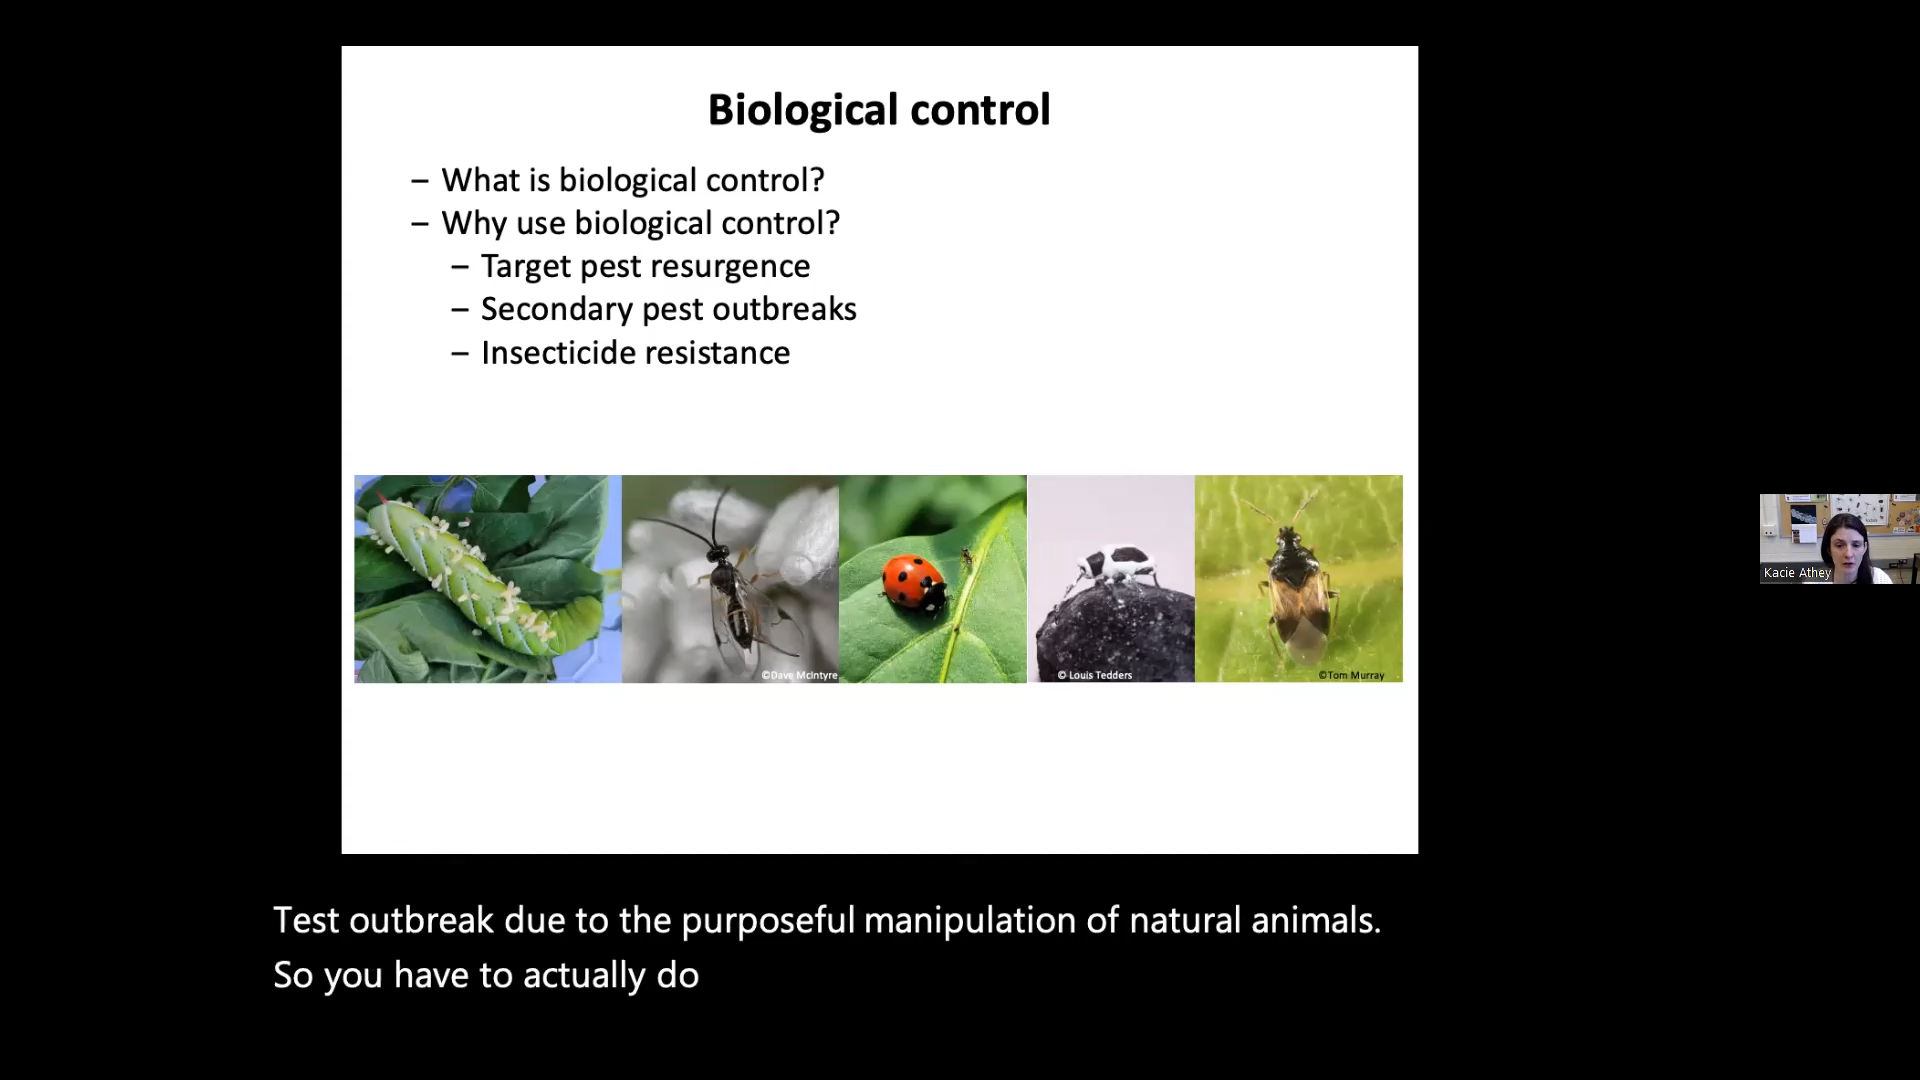 Biological control
– What is biological control?
– Why use biological control?
– Target pest resurgence
– Secondary pest outbreaks
– Insecticide resistance
©Dave McIntyre
© Louis Tedders
©Tom Murray
Kacie Athey
Test outbreak due to the purposeful manipulation of natural animals.
So you have to actually do